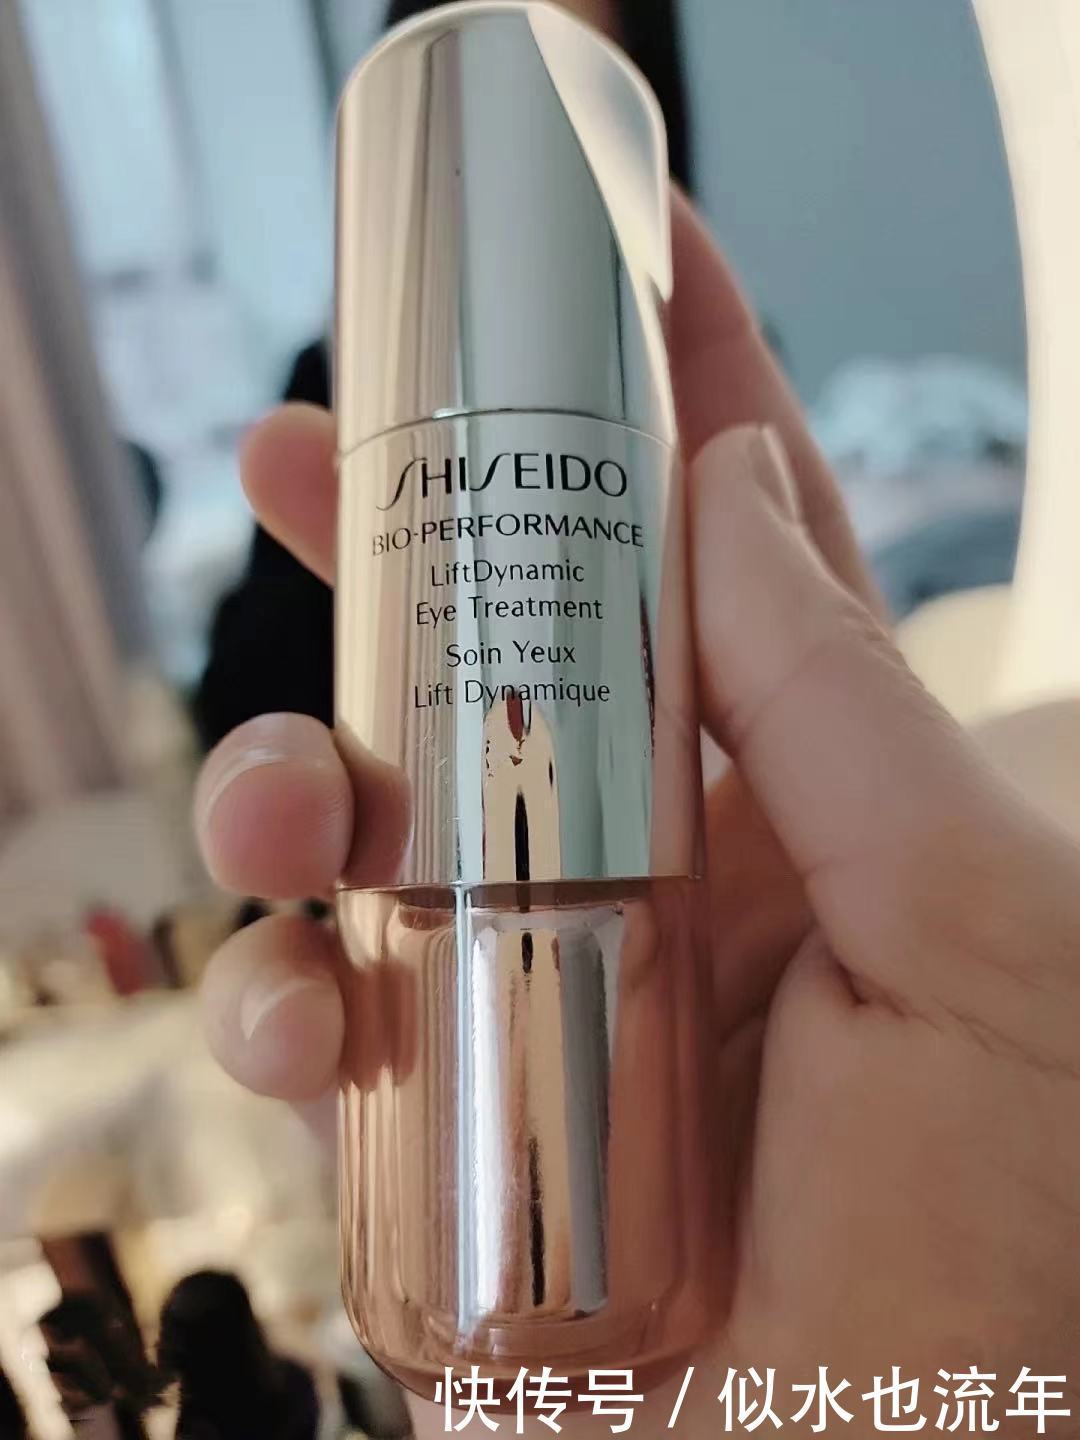 SHISEIDO
BIO-PERFORMANCE
LiftDynamic
Eye Treatment
Soin Yeux
Lift Dynamique
快传号 / 似水也流年